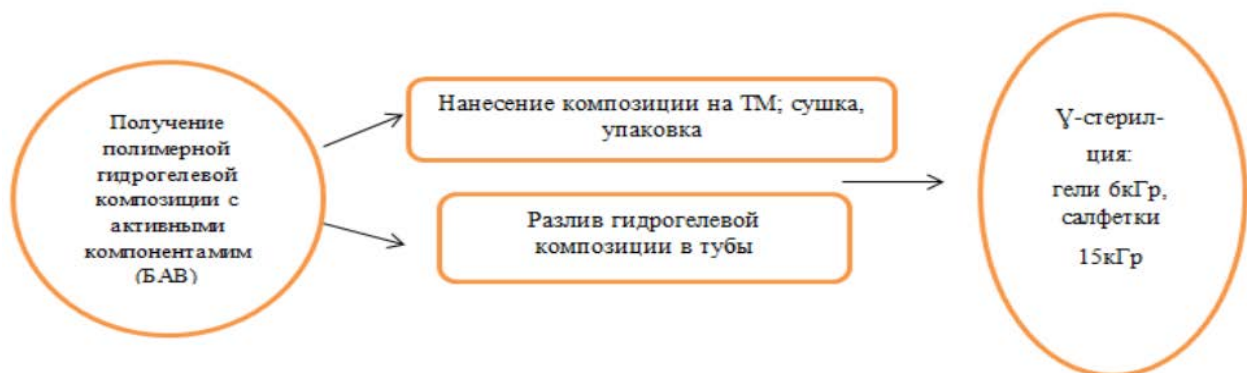 Получение
полимерной
гидрогелевой
композиции с
активными
компонентамим
(БАВ)
Нанесение композиции на ТМ; сушка,
упаковка
Разлив гидрогелевой
композиции в тубы
Ɣ-стерил-
ция:
гели 6кГр,
салфетки
15кГр